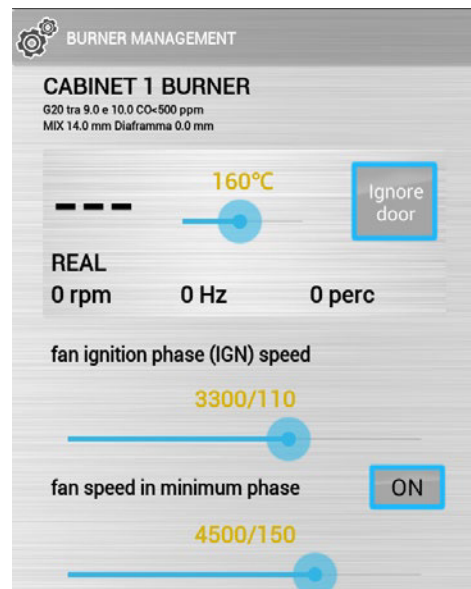 BURNER MANAGEMENT
CABINET 1 BURNER
G20 tra 9.0 e 10.0 CO<500 ppm
MIX 14.0 mm Diaframma 0.0 mm
160°C
---
Ignore
door
REAL
0 rpm 0 Hz 0 perc
fan ignition phase (IGN) speed
3300/110
fan speed in minimum phase ON
4500/150